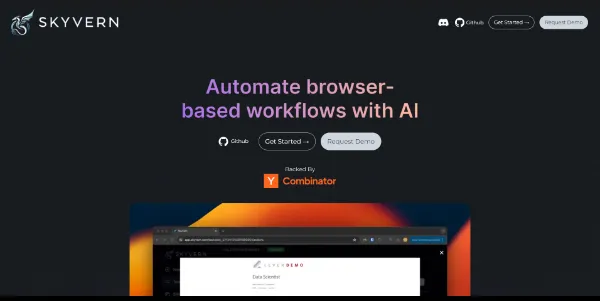 SKYVERN
Github
Get Started →
Request Demo
Automate browser-
based workflows with AI
Github
Get Started →
Request Demo
Backed By
Y Combinator
SKYVERN
Data Scientist